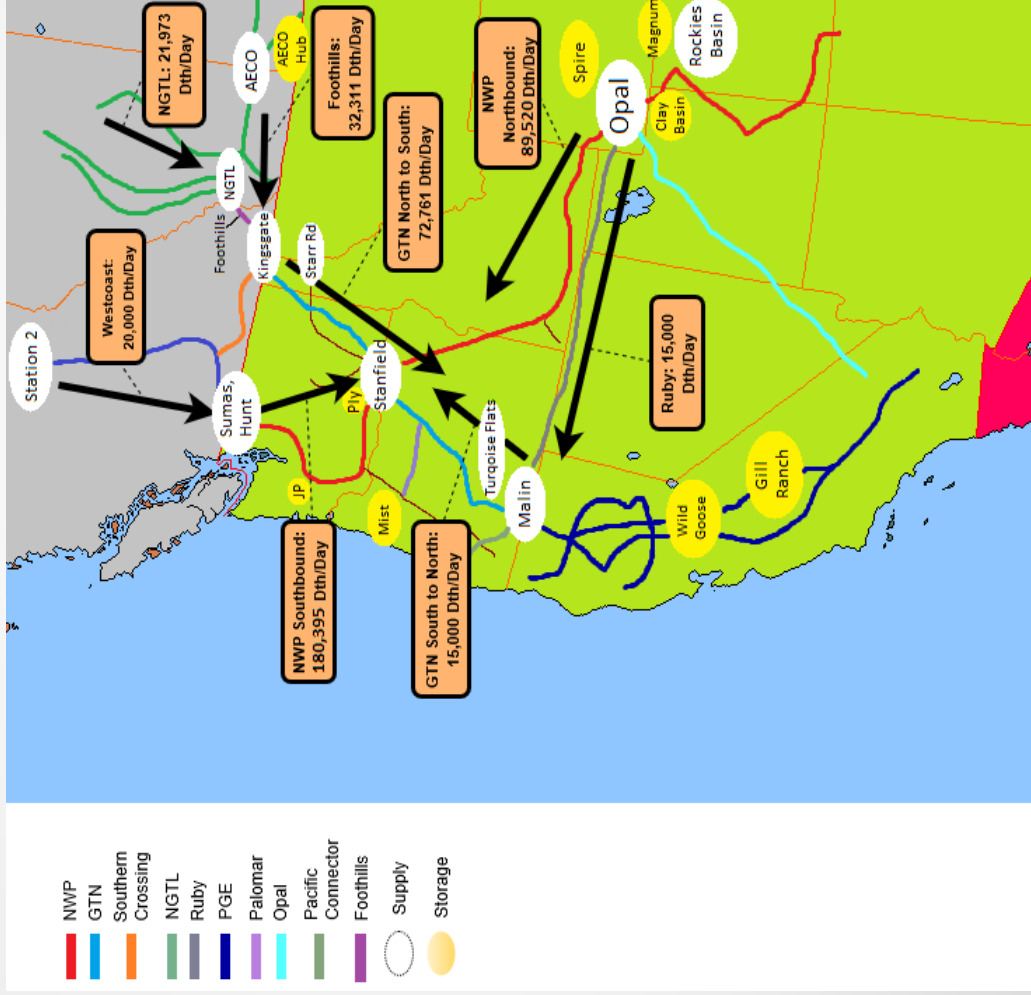 Station 2
Westcoast:
20,000 Dth/Day
NGTL: 21,973
Dth/Day
AECO
AECO
Hub
Foothills:
32,311 Dth/Day
NGTL
Foothills
Kingsgate
Starr Rd
Sumas,
Hunt
GTN North to South:
72,761 Dth/Day
NWP
Northbound:
89,520 Dth/Day
Spire
Magnum
Rockies
Basin
Opal
Clay
Basin
JP
Ply
Stanfield
Mist
Turqoise Flats
Malin
Ruby: 15,000
Dth/Day
NWP Southbound:
180,395 Dth/Day
GTN South to North:
15,000 Dth/Day
Wild
Goose
Gill
Ranch
NWP
GTN
Southern
Crossing
NGTL
Ruby
PGE
Palomar
Opal
Pacific
Connector
Foothills
Supply
Storage